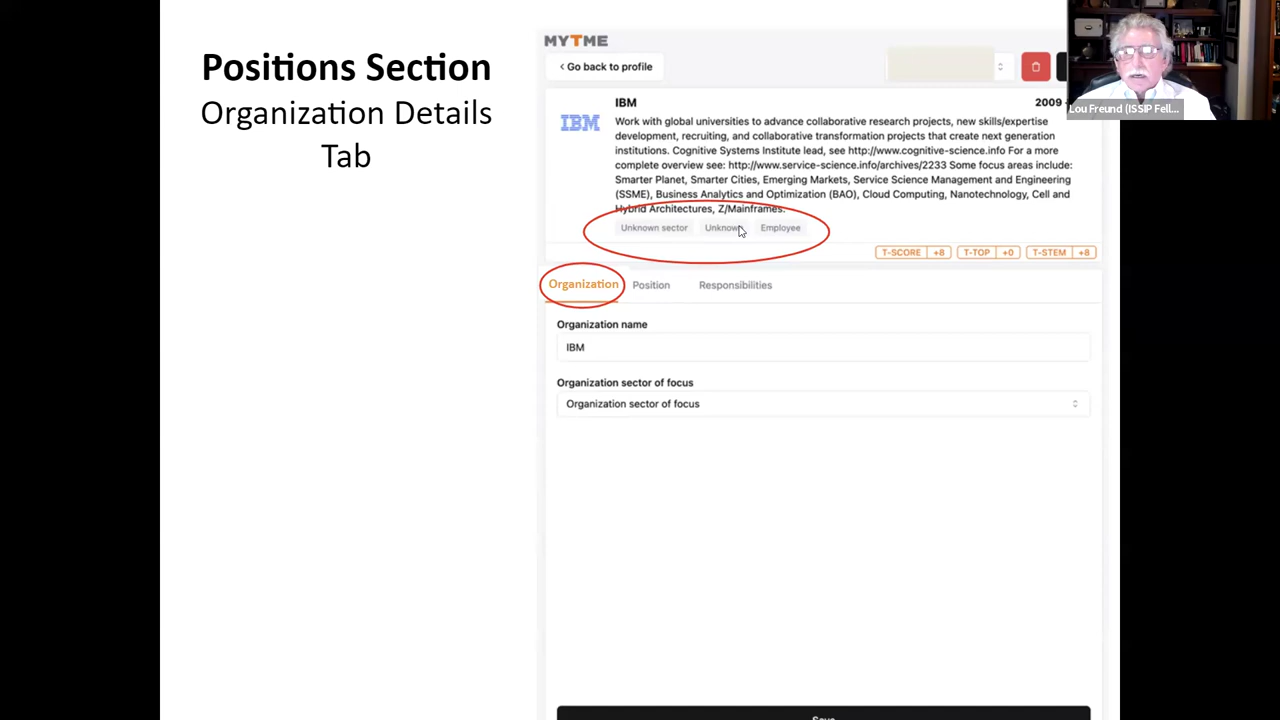 Positions Section
Organization Details
Tab
MYTME
< Go back to profile
IBM
2009
IBM
Work with global universities to advance collaborative research projects, new skills/expertise
development, recruiting, and collaborative transformation projects that create next generation
institutions. Cognitive Systems Institute lead, see http://www.cognitive-science.info For a more
complete overview see: http://www.service-science.info/archives/2233 Some focus areas include:
Smarter Planet, Smarter Cities, Emerging Markets, Service Science Management and Engineering
(SSME), Business Analytics and Optimization (BAO), Cloud Computing, Nanotechnology, Cell and
Hybrid Architectures, Z/Mainframes.
Unknown sector Unknown Employee
T-SCORE +8 T-TOP +0 T-STEM +8
Organization Position Responsibilities
Organization name
IBM
Organization sector of focus
Organization sector of focus
Save
Lou Freund (ISSIP Fell...